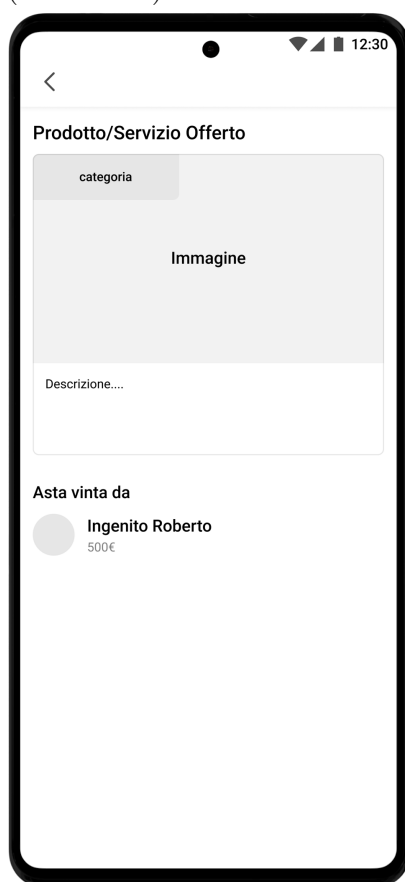 12:30
Prodotto/Servizio Offerto
categoria
Immagine
Descrizione....
Asta vinta da
Ingenito Roberto
500€